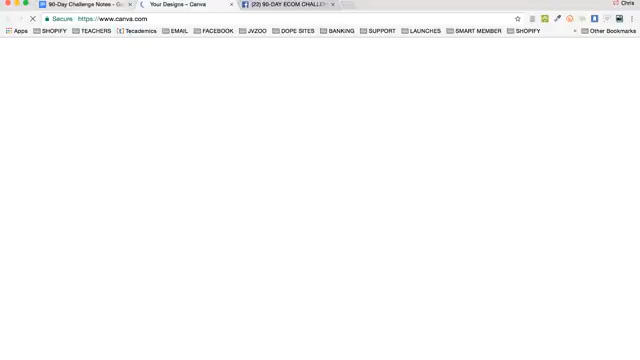 90-Day Challenge Notes - Go
Your Designs – Canva
(22) 90-DAY ECOM CHALLEN
Chris
Secure https://www.canva.com
Apps SHOPIFY TEACHERS Tecademics EMAIL FACEBOOK JVZOO DOPE SITES BANKING SUPPORT LAUNCHES SMART MEMBER SHOPIFY » Other Bookmarks